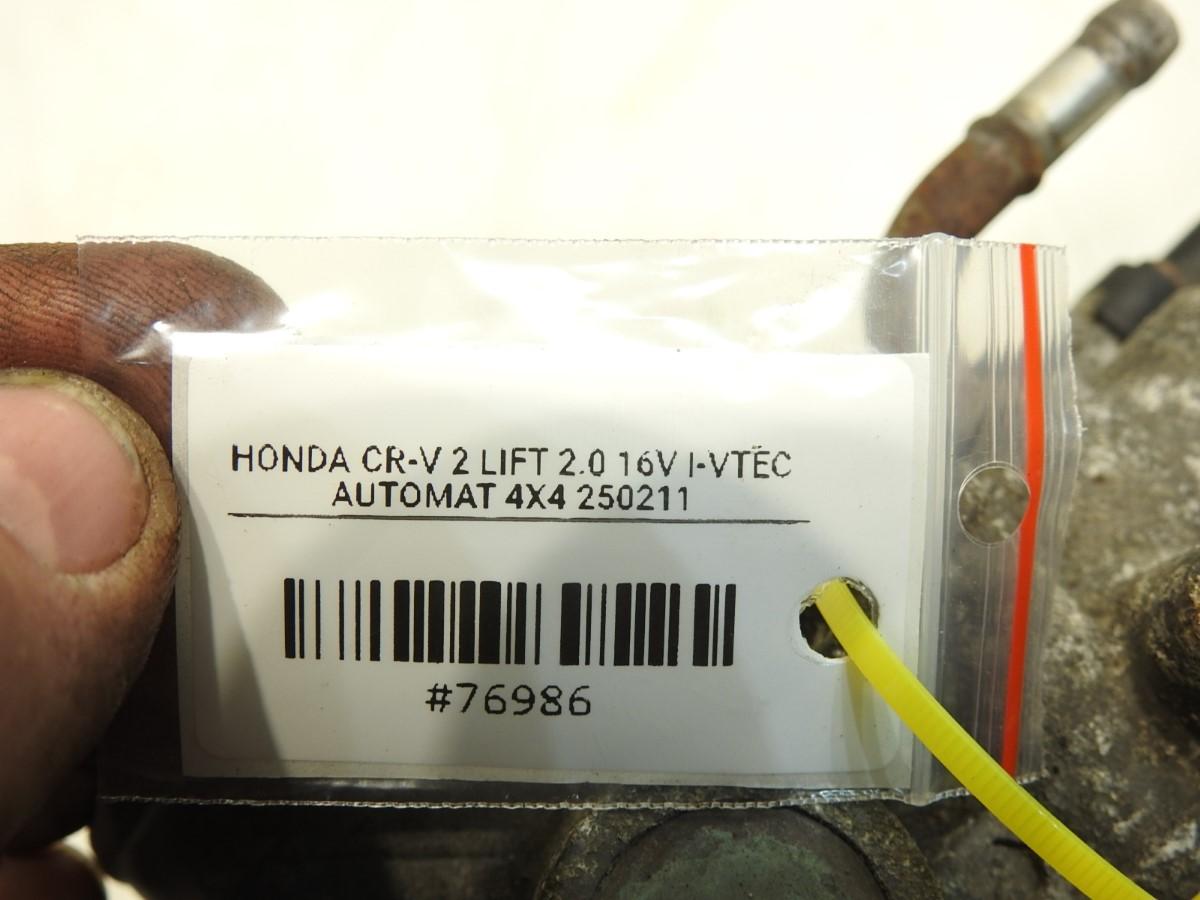 HONDA CR-V 2 LIFT 2.0 16V I-VTEC
AUTOMAT 4X4 250211
#76986